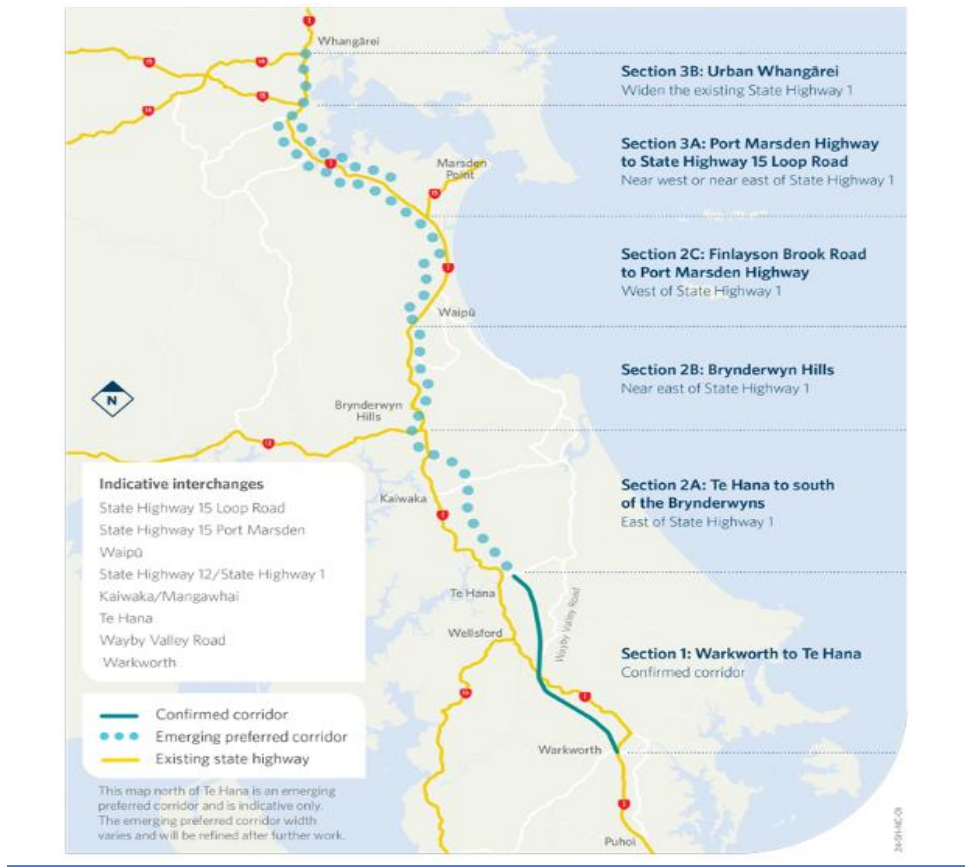 Whangārei
Section 3B: Urban Whangārei
Widen the existing State Highway 1
Section 3A: Port Marsden Highway
to State Highway 15 Loop Road
Near west or near east of State Highway 1
Marsden
Point
Section 2C: Finlayson Brook Road
to Port Marsden Highway
West of State Highway 1
Waipū
Section 2B: Brynderwyn Hills
Near east of State Highway 1
N
Brynderwyn
Hills
Kaiwaka
Section 2A: Te Hana to south
of the Brynderwyns
East of State Highway 1
Te Hana
Wellsford
Wayby Valley Road
Section 1: Warkworth to Te Hana
Confirmed corridor
Warkworth
Puhoi
1
15
14
15
14
1
15
1
12
1
16
1
1
Indicative interchanges
State Highway 15 Loop Road
State Highway 15 Port Marsden
Waipū
State Highway 12/State Highway 1
Kaiwaka/Mangawhai
Te Hana
Wayby Valley Road
Warkworth
Confirmed corridor
Emerging preferred corridor
Existing state highway
This map north of Te Hana is an emerging
preferred corridor and is indicative only.
The emerging preferred corridor width
varies and will be refined after further work.